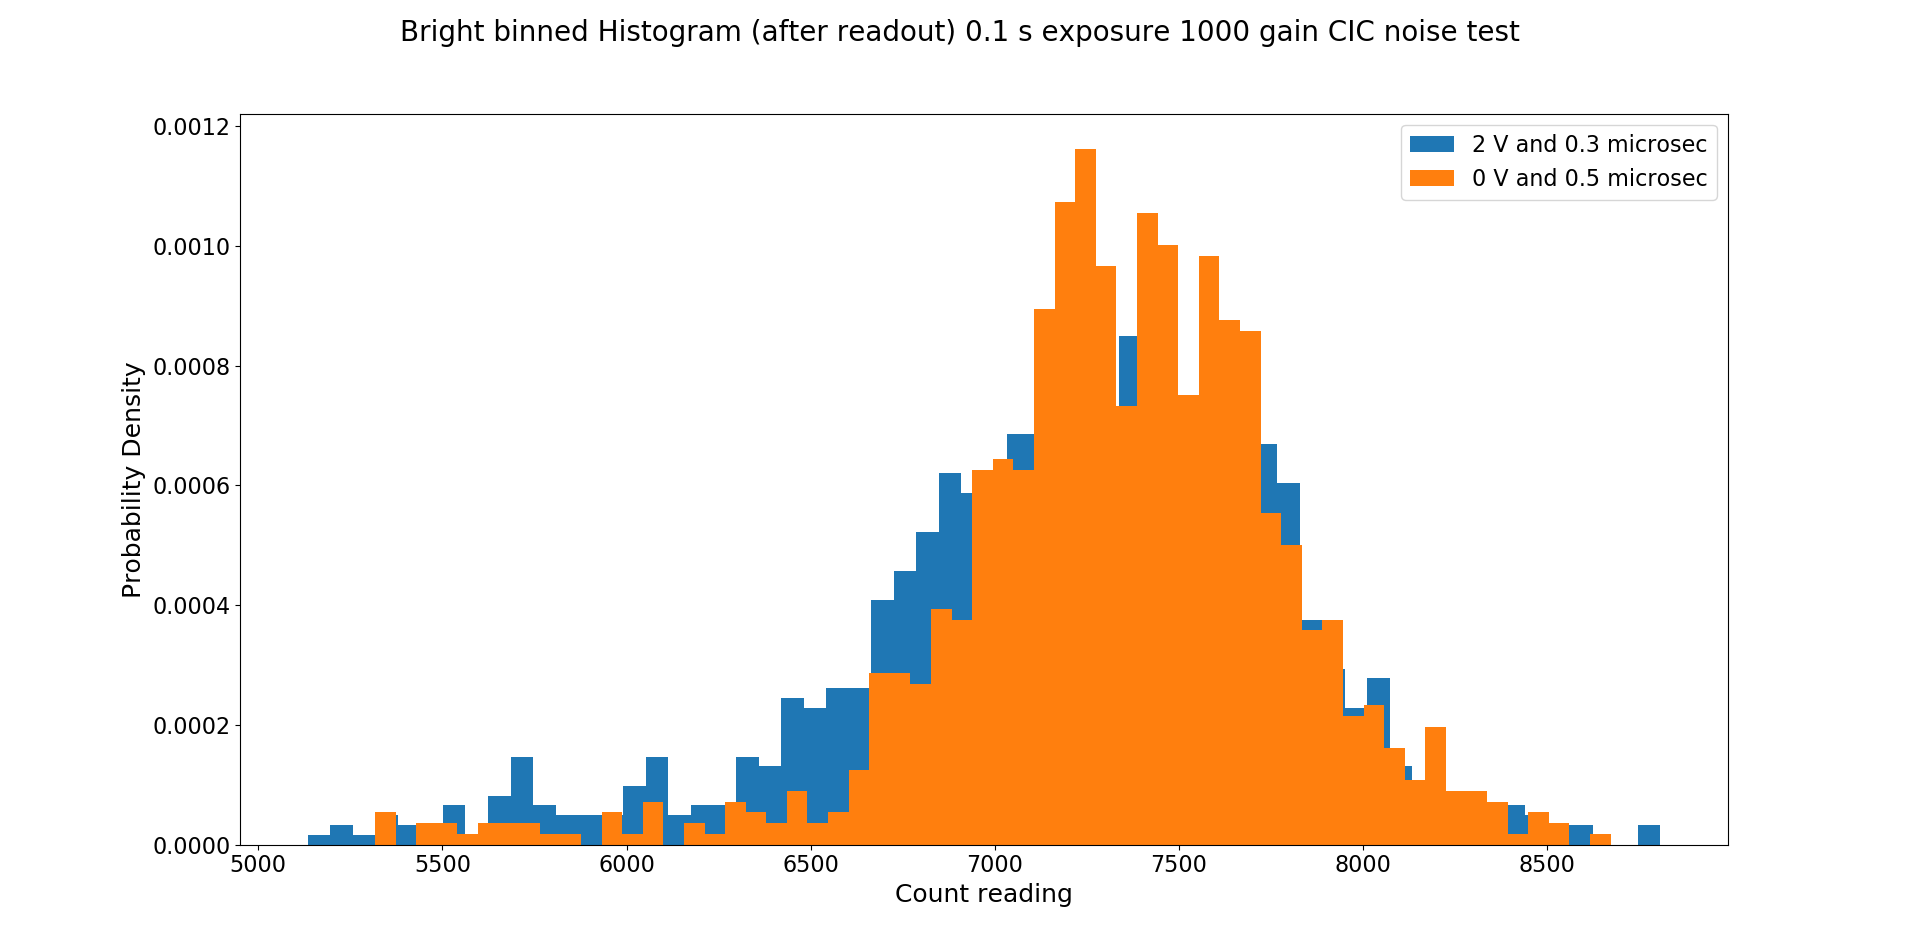 Bright binned Histogram (after readout) 0.1 s exposure 1000 gain CIC noise test
2 V and 0.3 microsec
0 V and 0.5 microsec
Probability Density
0.0012
0.0010
0.0008
0.0006
0.0004
0.0002
0.0000
5000 5500 6000 6500 7000 7500 8000 8500
Count reading